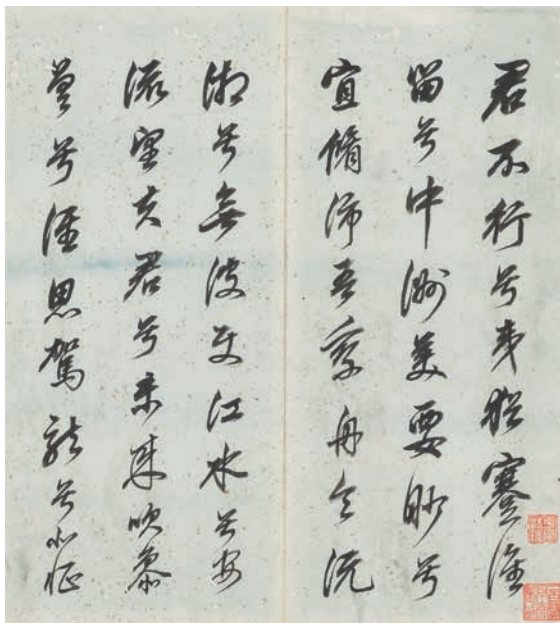 君不行兮夷猶蹇誰
留兮中洲美要眇兮
宜脩沛吾乘舟令沅
湘兮無波使江水兮安
流望夫君兮未來吹參
差兮誰思駕龍兮北征